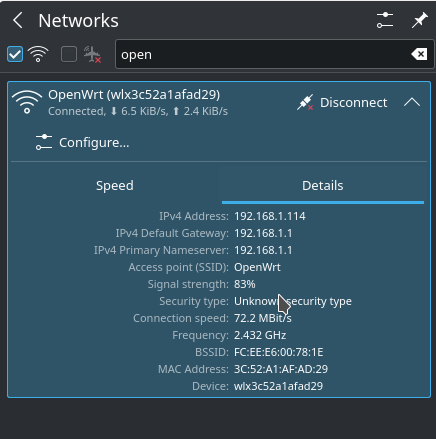 Networks
open
OpenWrt (wlx3c52a1afad29)
Connected, ⬇ 6.5 KiB/s, ⬆ 2.4 KiB/s
Disconnect
Configure...
Speed
Details
IPv4 Address: 192.168.1.114
IPv4 Default Gateway: 192.168.1.1
IPv4 Primary Nameserver: 192.168.1.1
Access point (SSID): OpenWrt
Signal strength: 83%
Security type: Unknown security type
Connection speed: 72.2 MBit/s
Frequency: 2.432 GHz
BSSID: FC:EE:E6:00:78:1E
MAC Address: 3C:52:A1:AF:AD:29
Device: wlx3c52a1afad29